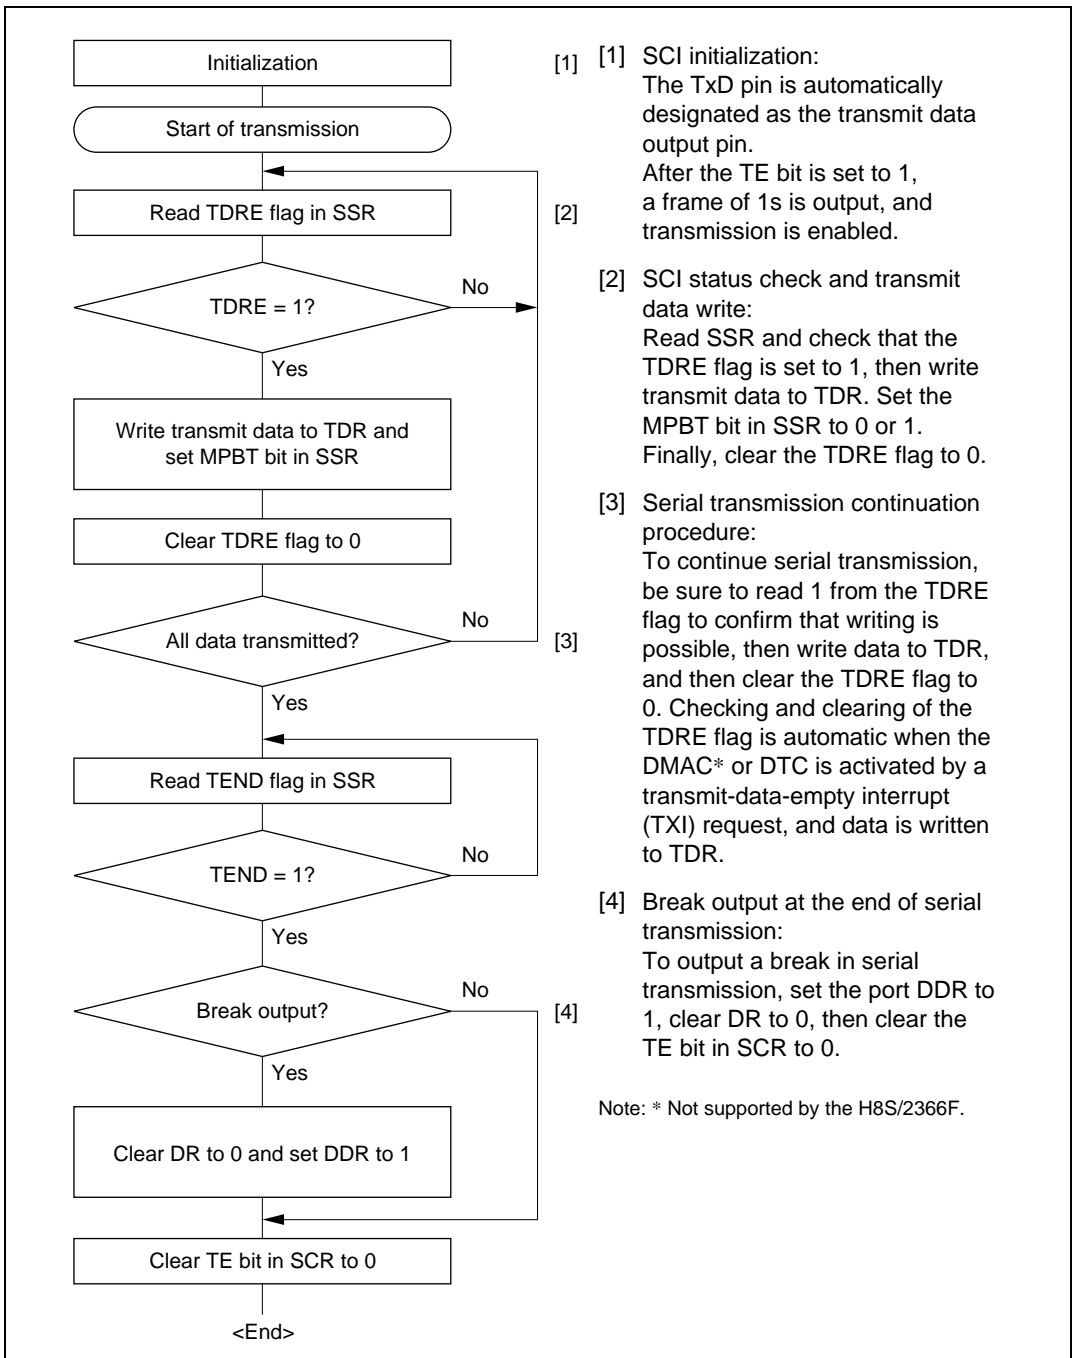 Initialization
[1]
Start of transmission
Read TDRE flag in SSR
[2]
TDRE = 1?
No
Yes
Write transmit data to TDR and
set MPBT bit in SSR
Clear TDRE flag to 0
All data transmitted?
No
[3]
Yes
Read TEND flag in SSR
TEND = 1?
No
Yes
Break output?
No
[4]
Yes
Clear DR to 0 and set DDR to 1
Clear TE bit in SCR to 0
<End>
[1] SCI initialization:
The TxD pin is automatically
designated as the transmit data
output pin.
After the TE bit is set to 1,
a frame of 1s is output, and
transmission is enabled.
[2] SCI status check and transmit
data write:
Read SSR and check that the
TDRE flag is set to 1, then write
transmit data to TDR. Set the
MPBT bit in SSR to 0 or 1.
Finally, clear the TDRE flag to 0.
[3] Serial transmission continuation
procedure:
To continue serial transmission,
be sure to read 1 from the TDRE
flag to confirm that writing is
possible, then write data to TDR,
and then clear the TDRE flag to
0. Checking and clearing of the
TDRE flag is automatic when the
DMAC* or DTC is activated by a
transmit-data-empty interrupt
(TXI) request, and data is written
to TDR.
[4] Break output at the end of serial
transmission:
To output a break in serial
transmission, set the port DDR to
1, clear DR to 0, then clear the
TE bit in SCR to 0.
Note: * Not supported by the H8S/2366F.